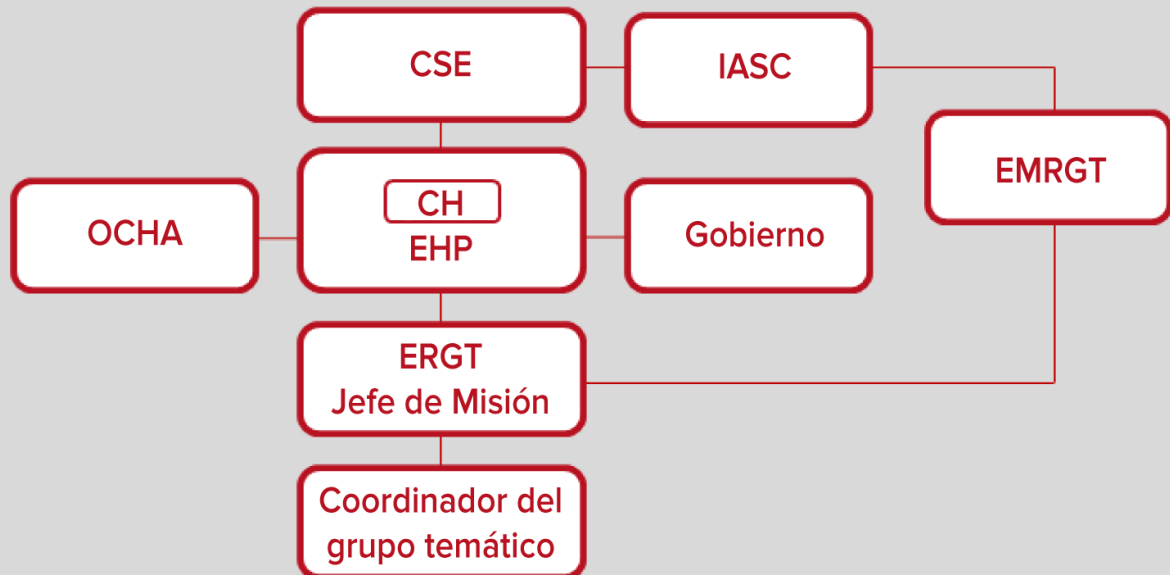 CSE
IASC
EMRGT
OCHA
CH
EHP
Gobierno
ERGT
Jefe de Misión
Coordinador del
grupo temático